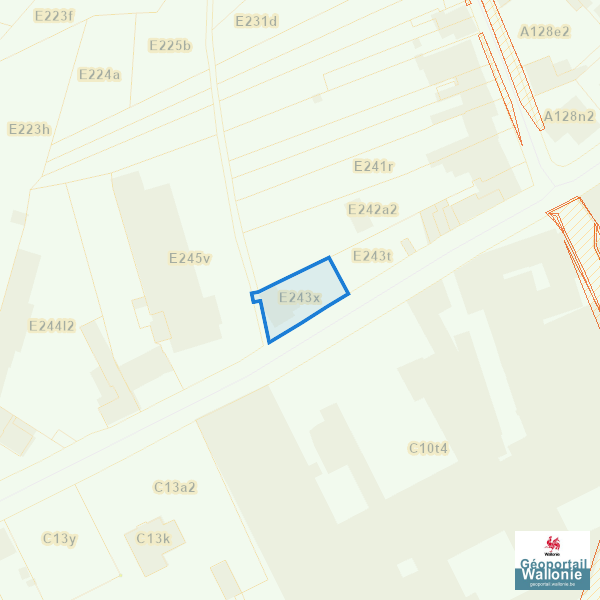 E223f
E231d
A128e2
E225b
E224a
A128n2
E223h
E241r
E242a2
E245v
E243t
E243x
E244l2
C10t4
C13a2
C13y
C13k
Wallonie
Géoportail
Wallonie
geoportail.wallonie.be